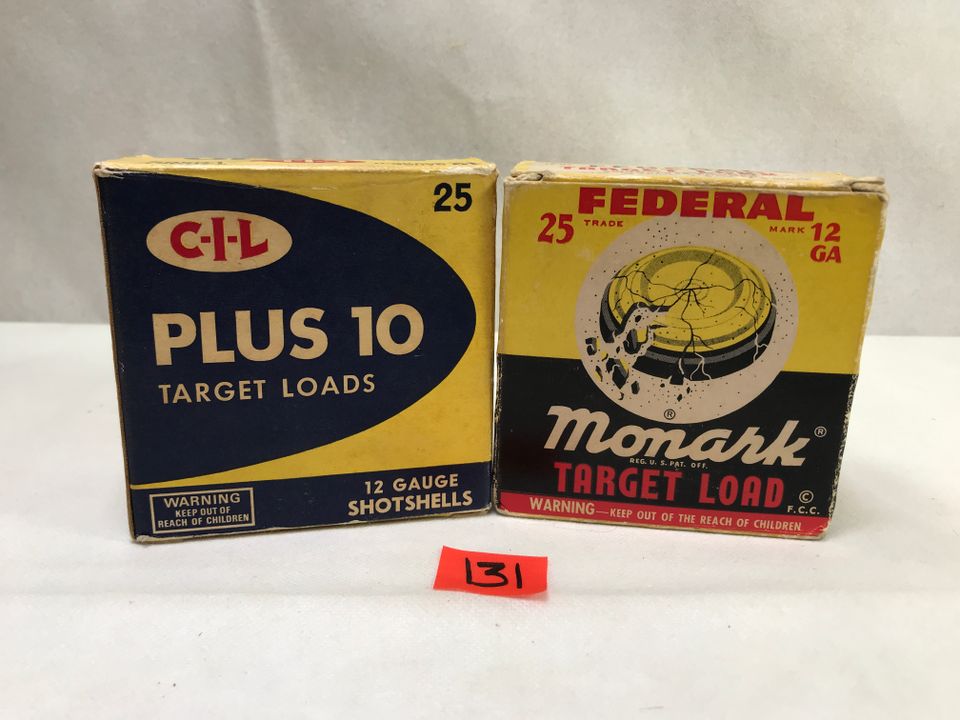 25
C-I-L
PLUS 10
TARGET LOADS
12 GAUGE
SHOTSHELLS
WARNING
KEEP OUT OF
REACH OF CHILDREN
FEDERAL
25 TRADE MARK 12
GA
®
Monark®
REG. U. S. PAT. OFF.
TARGET LOAD ©
F.C.C.
WARNING—KEEP OUT OF THE REACH OF CHILDREN
131